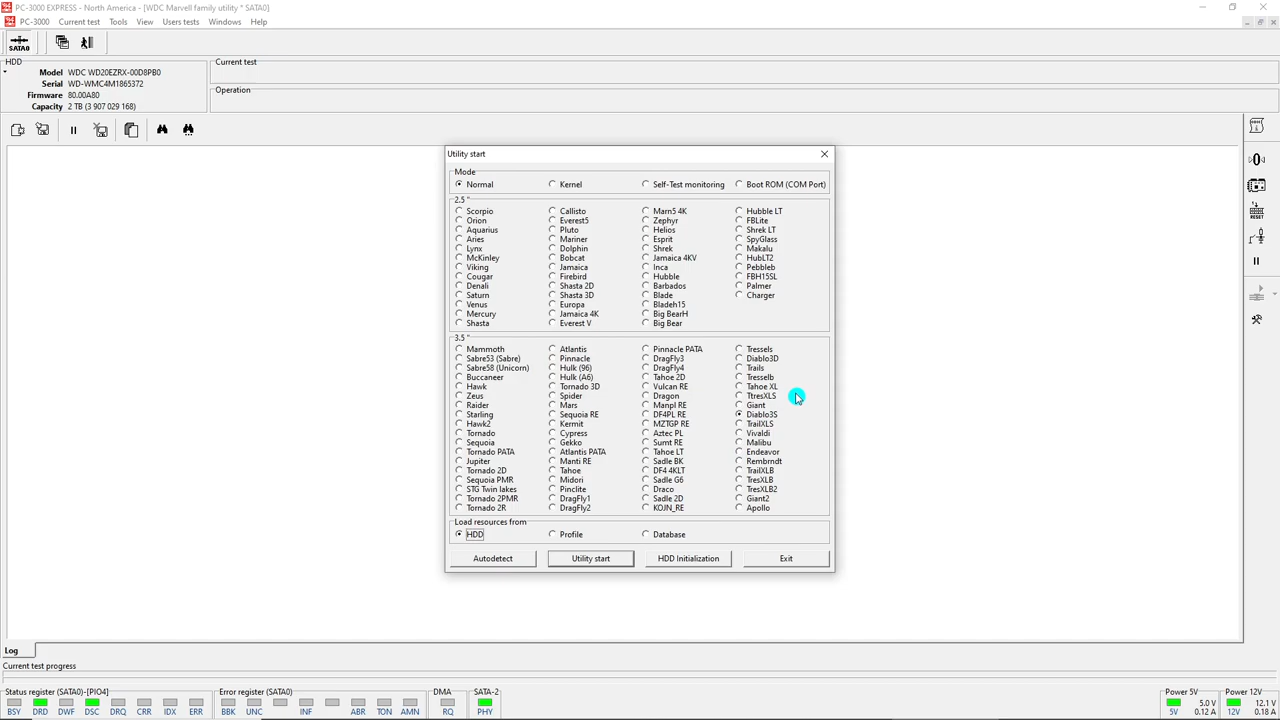 PC-3000 EXPRESS - North America - [WDC Marvell family utility * SATA0]
PC-3000 Current test Tools View Users tests Windows Help
SATA0
HDD
Model WDC WD20EZRX-00D8PB0
Serial WD-WMC4M1865372
Firmware 80.00A80
Capacity 2 TB (3 907 029 168)
Current test
Operation
Utility start
Mode
Normal Kernel Self-Test monitoring Boot ROM (COM Port)
2.5 "
Scorpio Callisto Marn5 4K Hubble LT
Orion Everest5 Zephyr FBLite
Aquarius Pluto Helios Shrek LT
Aries Mariner Esprit SpyGlass
Lynx Dolphin Shrek Makalu
McKinley Bobcat Jamaica 4KV HubLT2
Viking Jamaica Inca Pebbleb
Cougar Firebird Hubble FBH15SL
Denali Shasta 2D Barbados Palmer
Saturn Shasta 3D Blade Charger
Venus Europa Bladeh15
Mercury Jamaica 4K Big BearH
Shasta Everest V Big Bear
3.5 "
Mammoth Atlantis Pinnacle PATA Tressels
Sabre53 (Sabre) Pinnacle DragFly3 Diablo3D
Sabre58 (Unicorn) Hulk (96) DragFly4 Trails
Buccaneer Hulk (A6) Tahoe 2D Tresselb
Hawk Tornado 3D Vulcan RE Tahoe XL
Zeus Spider Dragon TtresXLS
Raider Mars Manpl RE Giant
Starling Sequoia RE DF4PL RE Diablo3S
Hawk2 Kermit MZTGP RE TrailXLS
Tornado Cypress Aztec PL Vivaldi
Sequoia Gekko Sumt RE Malibu
Tornado PATA Atlantis PATA Tahoe LT Endeavor
Jupiter Manti RE Sadle BK Rembrndt
Tornado 2D Tahoe DF4 4KLT TrailXLB
Sequoia PMR Midori Sadle G6 TresXLB
STG Twin lakes Pinclite Draco TresXLB2
Tornado 2PMR DragFly1 Sadle 2D Giant2
Tornado 2R DragFly2 KOJN_RE Apollo
Load resources from
HDD Profile Database
Autodetect Utility start HDD Initialization Exit
RESET
Log
Current test progress
Status register (SATA0)-[PIO4] Error register (SATA0) DMA SATA-2 Power 5V Power 12V
BSY DRD DWF DSC DRQ CRR IDX ERR BBK UNC INF ABR TON AMN RQ PHY 5V 5.0 V 0.12 A 12V 12.1 V 0.18 A